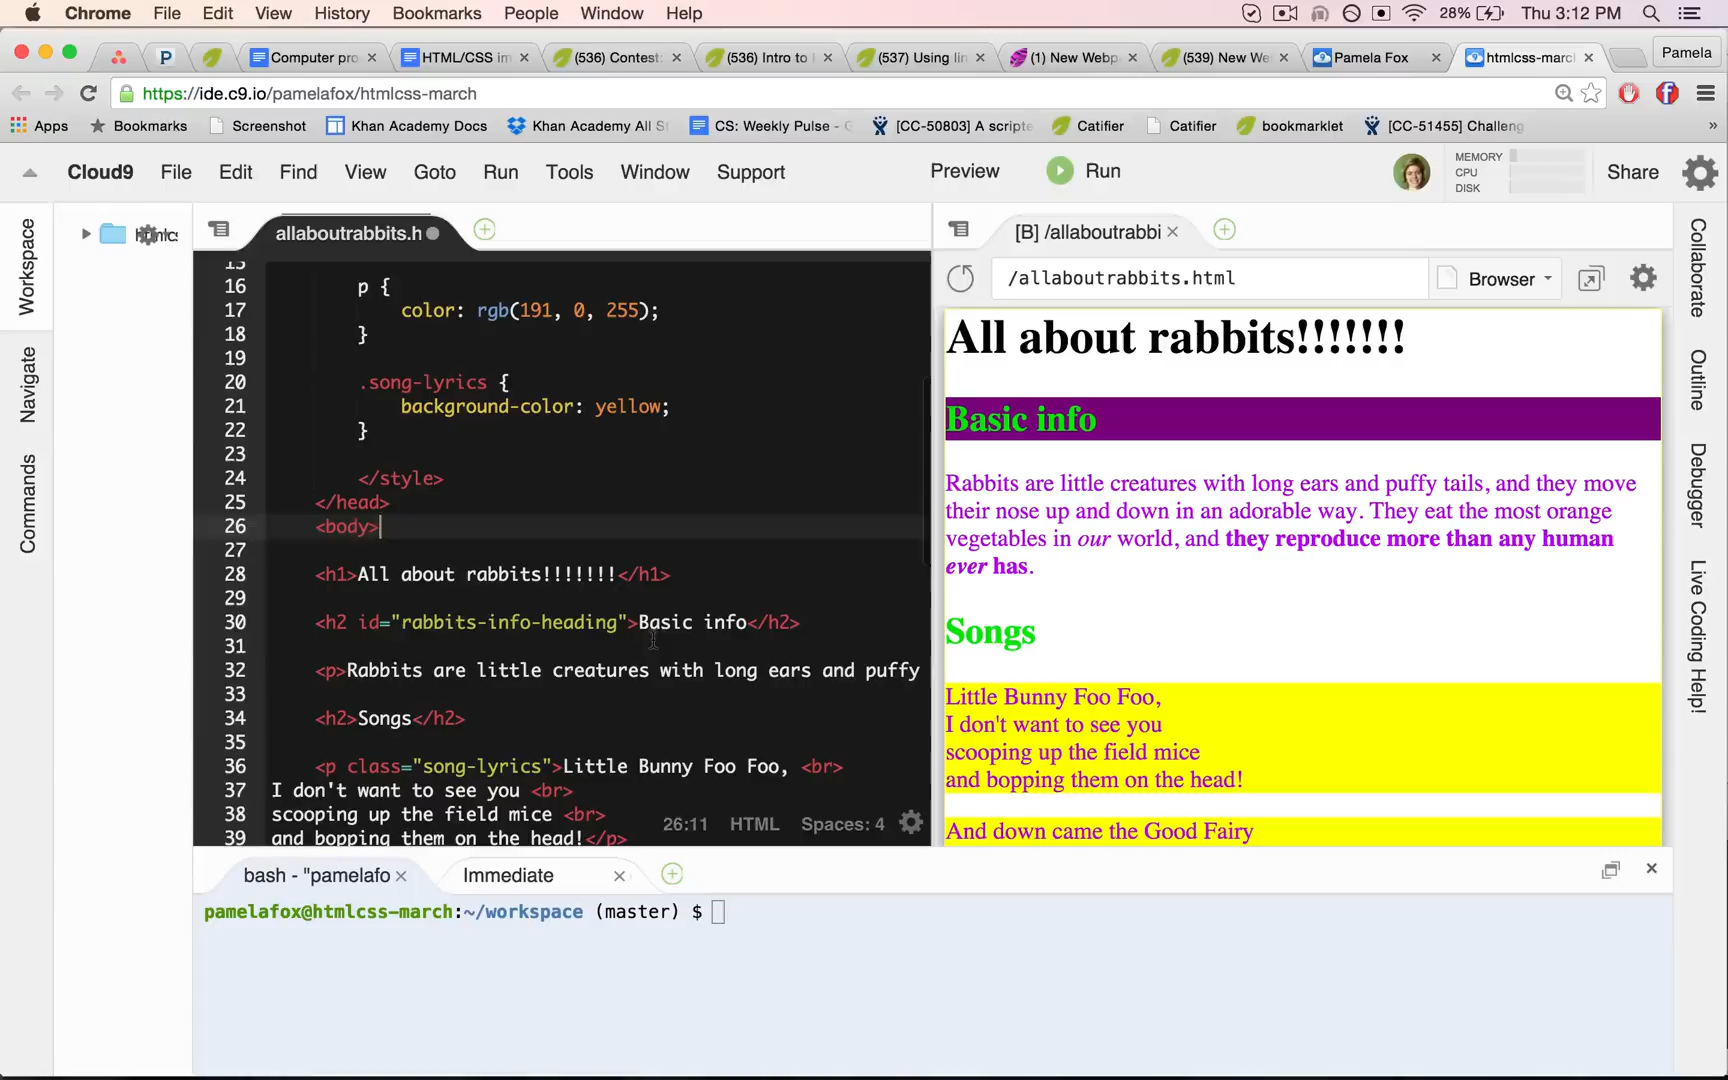 Chrome File Edit View History Bookmarks People Window Help 28% Thu 3:12 PM
P Computer pro HTML/CSS im (536) Contest: (536) Intro to (537) Using lin (1) New Webp (539) New We Pamela Fox htmlcss-marc Pamela
https://ide.c9.io/pamelafox/htmlcss-march
Apps Bookmarks Screenshot Khan Academy Docs Khan Academy All S CS: Weekly Pulse - [CC-50803] A scripte Catifier Catifier bookmarklet [CC-51455] Challeng »
Cloud9 File Edit Find View Goto Run Tools Window Support Preview Run MEMORY CPU DISK Share
Workspace
Navigate
Commands
allaboutrabbits.h
15
16 p {
17 color: rgb(191, 0, 255);
18 }
19
20 .song-lyrics {
21 background-color: yellow;
22 }
23
24 </style>
25 </head>
26 <body>
27
28 <h1>All about rabbits!!!!!!!</h1>
29
30 <h2 id="rabbits-info-heading">Basic info</h2>
31
32 <p>Rabbits are little creatures with long ears and puffy
33
34 <h2>Songs</h2>
35
36 <p class="song-lyrics">Little Bunny Foo Foo, <br>
37 I don't want to see you <br>
38 scooping up the field mice <br>
39 and bopping them on the head!</p>
26:11 HTML Spaces: 4
[B] /allaboutrabbi
/allaboutrabbits.html Browser
All about rabbits!!!!!!!
Basic info
Rabbits are little creatures with long ears and puffy tails, and they move
their nose up and down in an adorable way. They eat the most orange
vegetables in our world, and they reproduce more than any human
ever has.
Songs
Little Bunny Foo Foo,
I don't want to see you
scooping up the field mice
and bopping them on the head!
And down came the Good Fairy
Collaborate
Outline
Debugger
Live Coding Help!
bash - "pamelafo Immediate
pamelafox@htmlcss-march:~/workspace (master) $